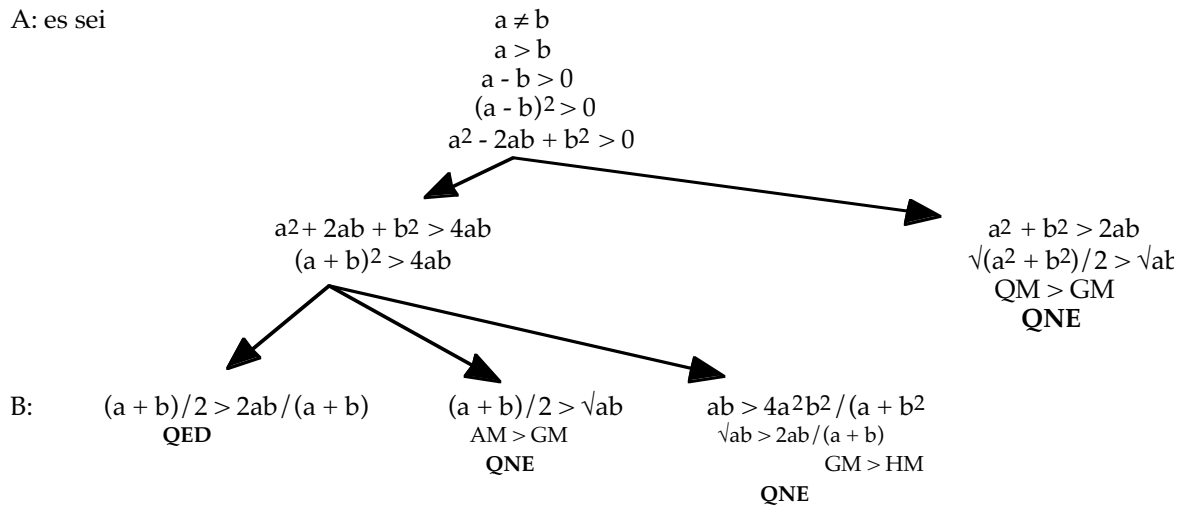 A: es sei a ≠ b
a > b
a - b > 0
(a - b)² > 0
a² - 2ab + b² > 0
a² + 2ab + b² > 4ab
(a + b)² > 4ab
a² + b² > 2ab
√(a² + b²)/2 > √ab
QM > GM
QNE
B: (a + b)/2 > 2ab/(a + b)
QED
(a + b)/2 > √ab
AM > GM
QNE
ab > 4a²b²/(a + b²
√ab > 2ab/(a + b)
GM > HM
QNE